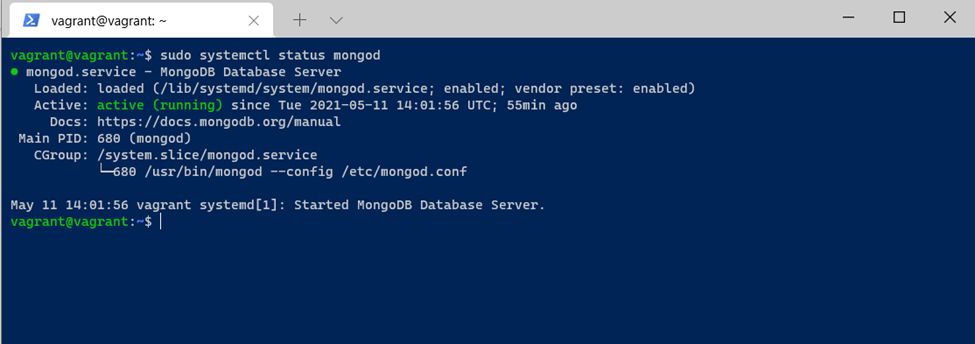 vagrant@vagrant: ~
vagrant@vagrant:~$ sudo systemctl status mongod
● mongod.service - MongoDB Database Server
   Loaded: loaded (/lib/systemd/system/mongod.service; enabled; vendor preset: enabled)
   Active: active (running) since Tue 2021-05-11 14:01:56 UTC; 55min ago
     Docs: https://docs.mongodb.org/manual
 Main PID: 680 (mongod)
   CGroup: /system.slice/mongod.service
           └─680 /usr/bin/mongod --config /etc/mongod.conf
May 11 14:01:56 vagrant systemd[1]: Started MongoDB Database Server.
vagrant@vagrant:~$